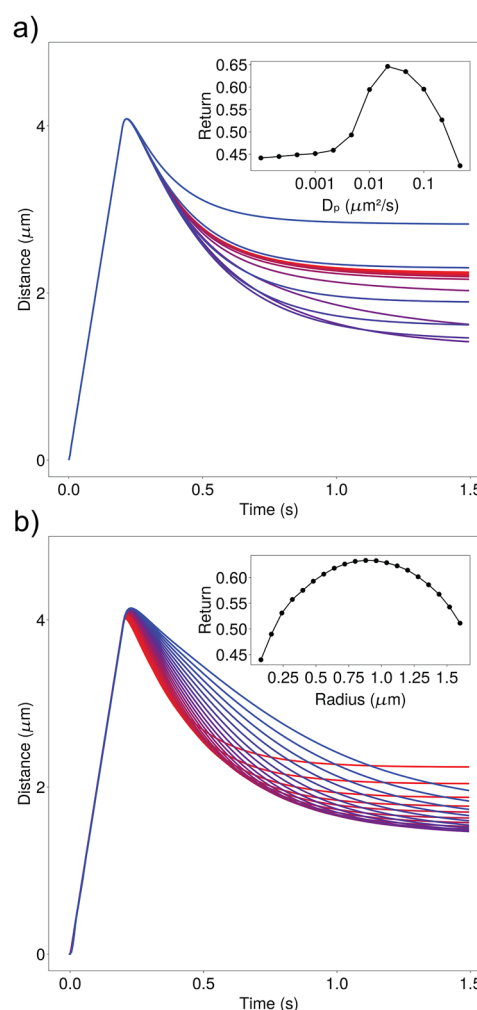 a)
Distance (μm)
4
2
0
0.0 0.5 1.0 1.5
Time (s)
Return
0.65
0.60
0.55
0.50
0.45
0.001 0.01 0.1
Dₚ (μm²/s)
b)
Distance (μm)
4
2
0
0.0 0.5 1.0 1.5
Time (s)
Return
0.60
0.55
0.50
0.45
0.25 0.50 0.75 1.0 1.25 1.5
Radius (μm)